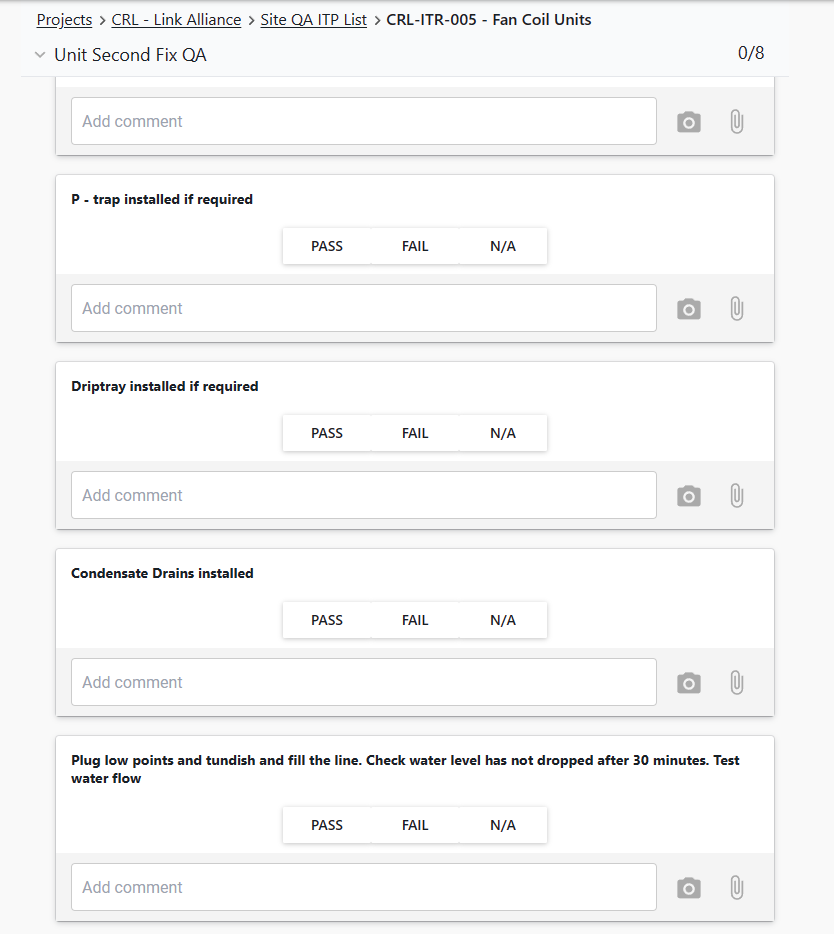 Projects > CRL - Link Alliance > Site QA ITP List > CRL-ITR-005 - Fan Coil Units
Unit Second Fix QA 0/8
Add comment
P - trap installed if required
PASS FAIL N/A
Add comment
Driptray installed if required
PASS FAIL N/A
Add comment
Condensate Drains installed
PASS FAIL N/A
Add comment
Plug low points and tundish and fill the line. Check water level has not dropped after 30 minutes. Test
water flow
PASS FAIL N/A
Add comment